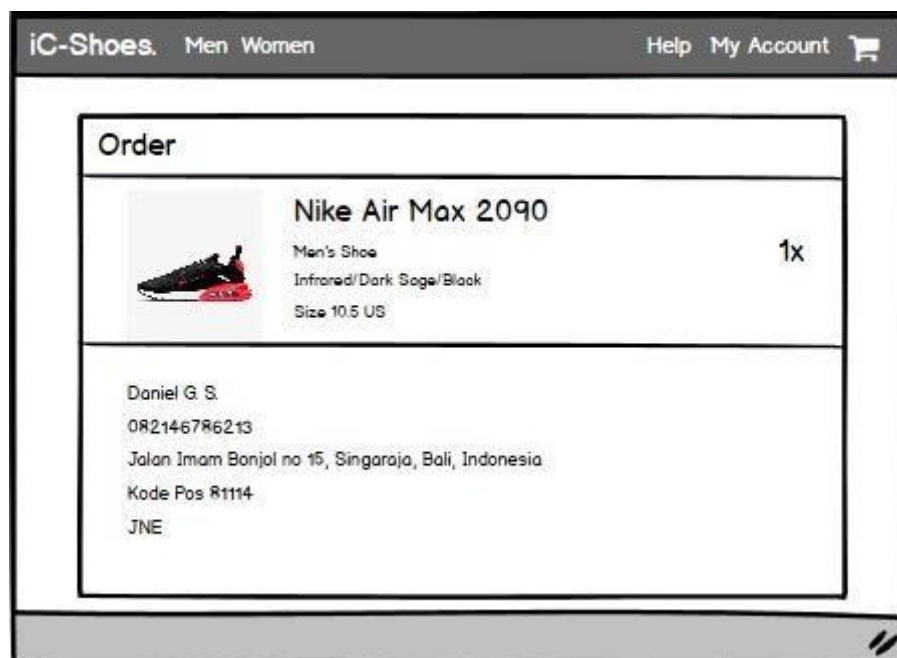 iC-Shoes. Men Women Help My Account
Order
Nike Air Max 2090
Men's Shoe
1x
Infrared/Dark Sage/Black
Size 10.5 US
Daniel G. S.
082146786213
Jalan Imam Bonjol no 15, Singaraja, Bali, Indonesia
Kode Pos 81114
JNE